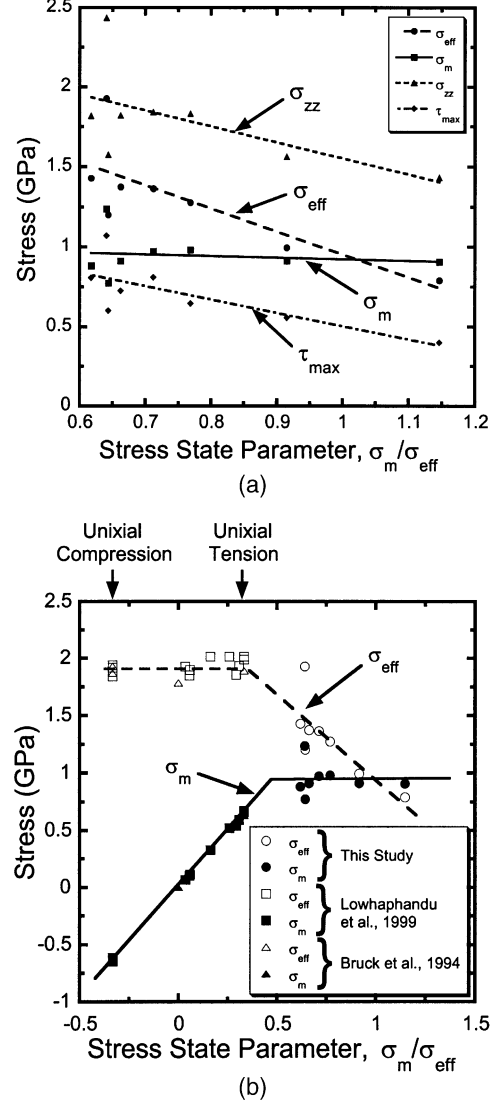 2.5
2
1.5
1
0.5
0
Stress (GPa)
σeff
σm
σzz
τmax
σzz
σeff
σm
τmax
0.6 0.7 0.8 0.9 1 1.1 1.2
Stress State Parameter, σm/σeff
(a)
Unixial Compression
Unixial Tension
2.5
2
1.5
1
0.5
0
-0.5
-1
Stress (GPa)
σeff
σm
σeff
σm
This Study
σeff
σm
Lowhaphandu
et al., 1999
σeff
σm
Bruck et al., 1994
-0.5 0 0.5 1 1.5
Stress State Parameter, σm/σeff
(b)